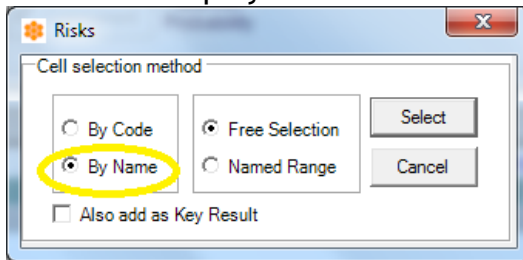 Risks
Cell selection method
By Code Free Selection Select
By Name Named Range Cancel
Also add as Key Result